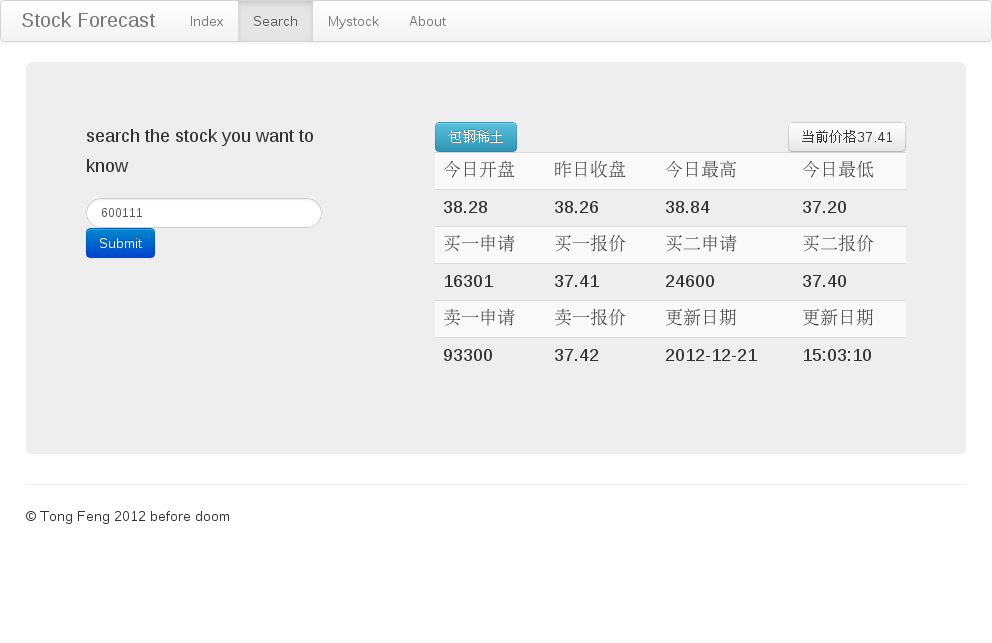 Stock Forecast Index Search Mystock About
search the stock you want to
know
600111
Submit
包钢稀土 当前价格37.41
今日开盘 昨日收盘 今日最高 今日最低
38.28 38.26 38.84 37.20
买一申请 买一报价 买二申请 买二报价
16301 37.41 24600 37.40
卖一申请 卖一报价 更新日期 更新日期
93300 37.42 2012-12-21 15:03:10
© Tong Feng 2012 before doom